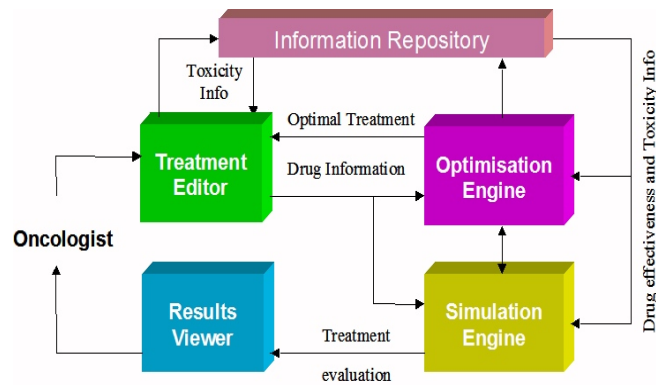 Information Repository
Toxicity
Info
Optimal Treatment
Treatment
Editor
Drug Information
Optimisation
Engine
Drug effectiveness and Toxicity Info
Oncologist
Results
Viewer
Treatment
evaluation
Simulation
Engine